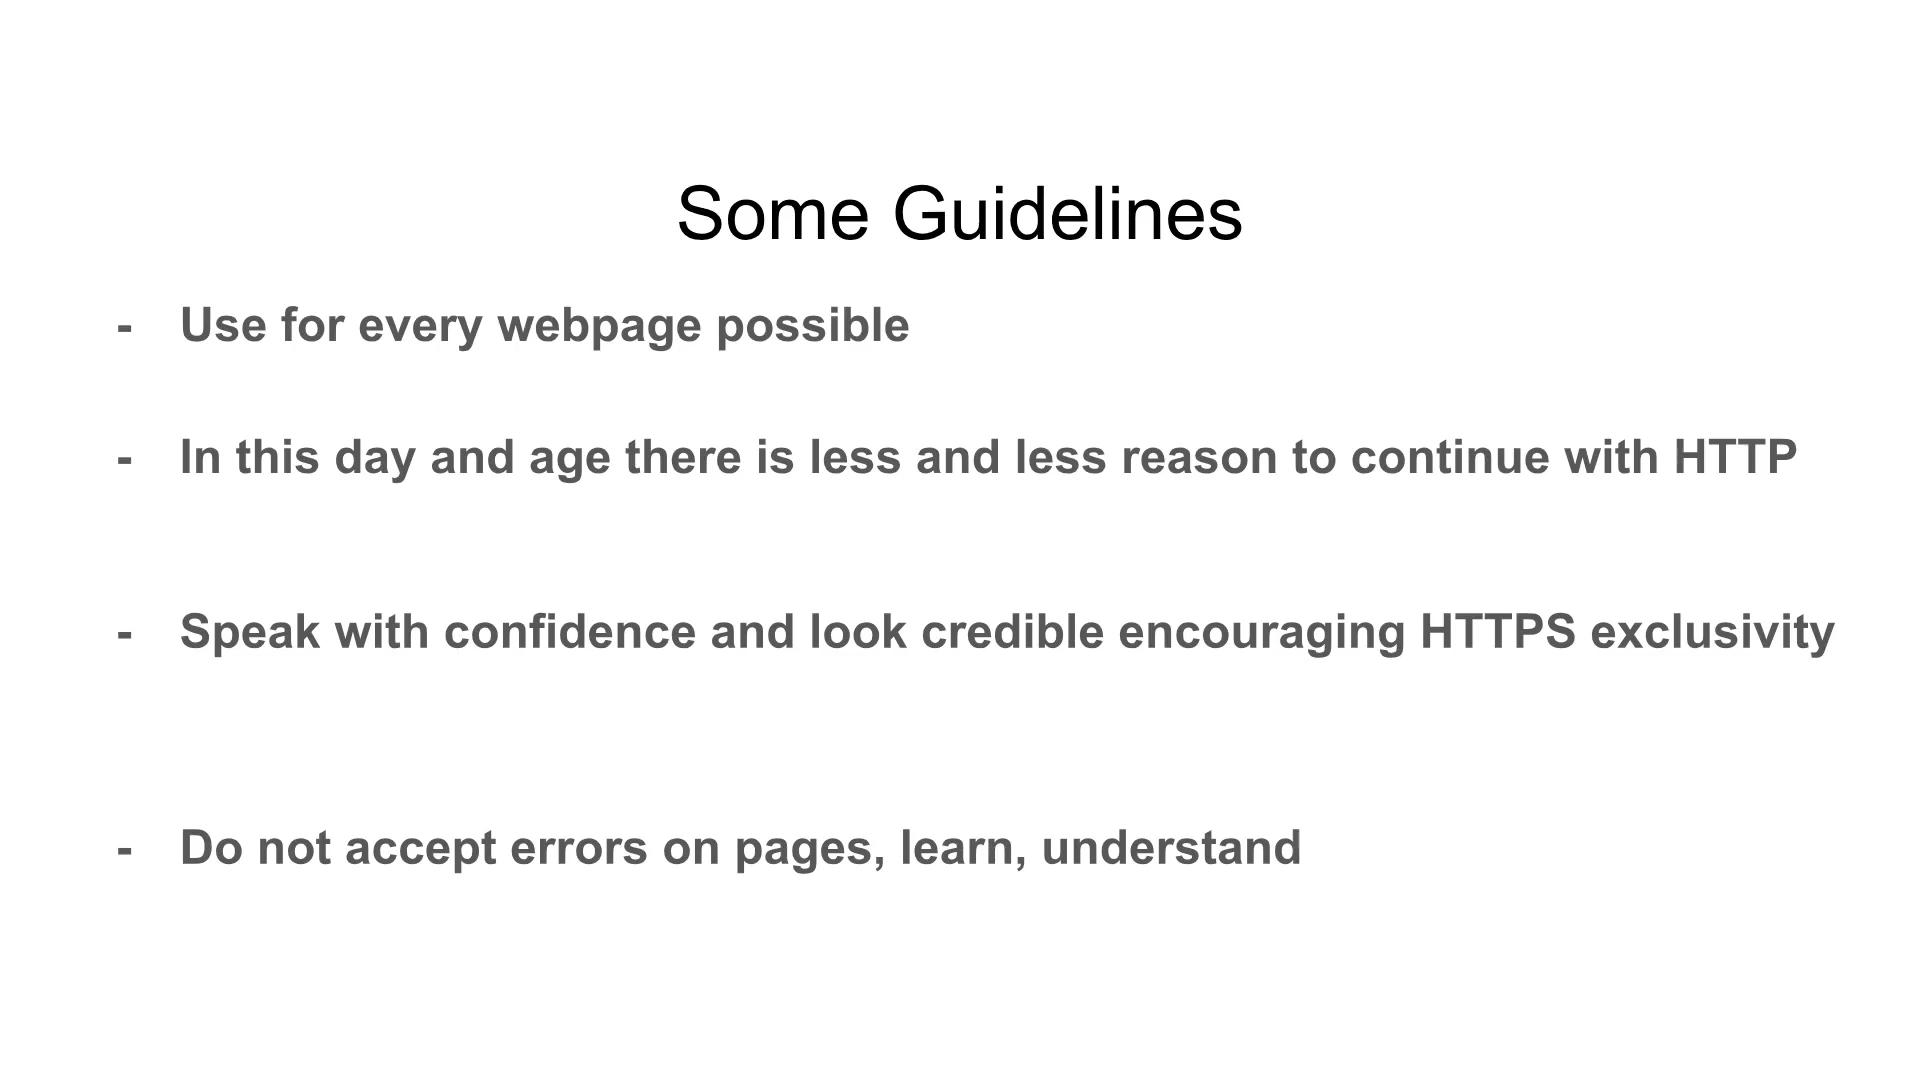 Some Guidelines
- Use for every webpage possible
- In this day and age there is less and less reason to continue with HTTP
- Speak with confidence and look credible encouraging HTTPS exclusivity
- Do not accept errors on pages, learn, understand